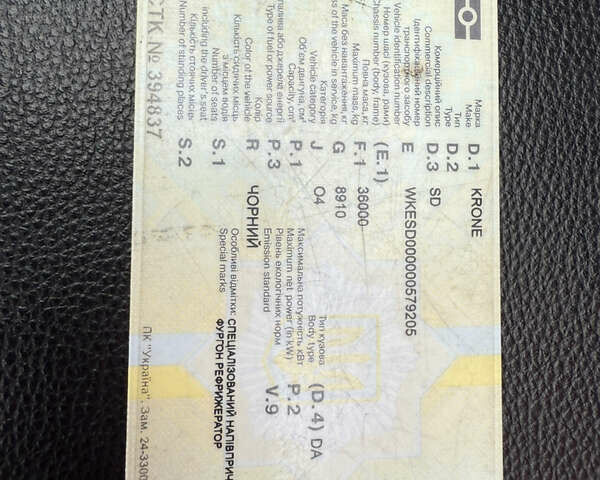 Марка D.1 KRONE
Make
Тип D.2
Type
Комерційний опис D.3 SD
Commercial description
Ідентифікаційний номер E WKESD000000579205
транспортного засобу
Vehicle identification number
Номер шасі (кузова, рами) (E.1)
Chassis number (body, frame)
Повна маса, кг F.1 36000
Maximum mass, kg
Маса без навантаження, кг G 8910
of the vehicle in service, kg
Категорія J O4 Тип кузова (D.4) DA
Vehicle category Body type
Об'єм двигуна, см³ P.1 Максимальна потужність кВт P.2
Capacity, cm³ Maximum net power (in kW)
палива або джерело енергії P.3 Рівень екологічних норм V.9
Type of fuel or power source Emission standard
Колір R ЧОРНИЙ
Color of the vehicle
Кількість сидячих місць S.1 Особливі відмітки: СПЕЦІАЛІЗОВАНИЙ НАПІВПРИЧ
з місцем водія Special marks ФУРГОН РЕФРИЖЕРАТОР
Number of seats
including the driver's seat
Кількість стоячих місць S.2
Number of standing places
СТК № 394837
ПК "Україна". Зам. 24-3300